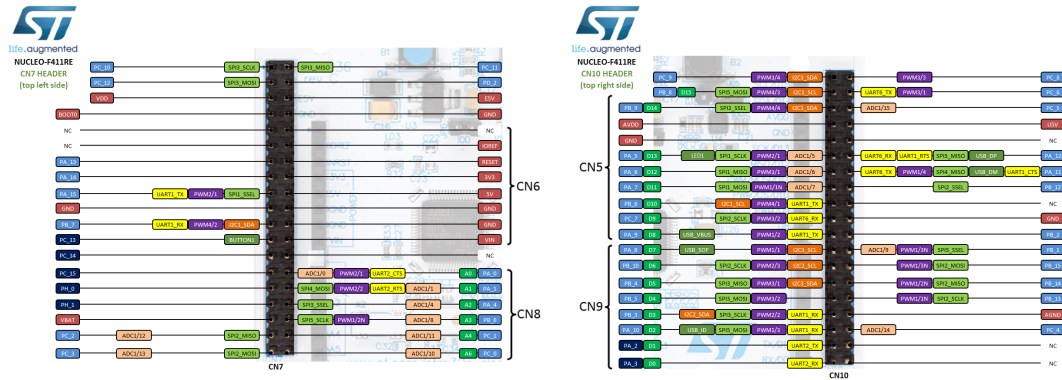 life.augmented
NUCLEO-F411RE
CN7 HEADER
(top left side)
PC_10 SPI3_SCLK SPI3_MISO PC_11
PC_12 SPI3_MOSI PD_2
VDD E5V
BOOT0 GND
NC NC
NC IOREF
PA_13 RESET
PA_14 3V3
PA_15 UART1_TX PWM2/1 SPI1_SSEL 5V
GND GND
PB_7 UART1_RX PWM4/2 I2C1_SDA GND
PC_13 BUTTON1 VIN
PC_14 NC
PC_15 ADC1/0 PWM2/1 UART2_CTS A0 PA_0
PH_0 SPI4_MOSI PWM2/2 UART2_RTS ADC1/1 A1 PA_1
PH_1 SPI3_SSEL ADC1/4 A2 PA_4
VBAT SPI5_SCLK PWM1/2N ADC1/8 A3 PB_0
PC_2 ADC1/12 SPI2_MISO ADC1/11 A4 PC_1
PC_3 ADC1/13 SPI2_MOSI ADC1/10 A6 PC_0
CN6
CN8
CN7
life.augmented
NUCLEO-F411RE
CN10 HEADER
(top right side)
PC_9 PWM3/4 I2C3_SDA PWM3/3 PC_8
PB_8 D15 SPI5_MOSI PWM4/3 I2C1_SCL UART6_TX PWM3/1 PC_6
PB_9 D14 SPI2_SSEL PWM4/4 I2C1_SDA ADC1/15 PC_5
AVDD U5V
GND NC
PA_5 D13 LED1 SPI1_SCLK PWM2/1 ADC1/5 UART6_RX UART1_RTS SPI5_MISO USB_DP PA_12
PA_6 D12 SPI1_MISO PWM3/1 ADC1/6 UART6_TX PWM1/4 SPI4_MISO USB_DM UART1_CTS PA_11
PA_7 D11 SPI1_MOSI PWM1/1N ADC1/7 SPI2_SSEL PB_12
PB_6 D10 I2C1_SCL PWM4/1 UART1_TX NC
PC_7 D9 SPI2_SCLK PWM3/2 UART6_RX GND
PA_9 D8 USB_VBUS PWM1/2 UART1_TX PB_2
PA_8 D7 USB_SOF PWM1/1 I2C3_SCL ADC1/9 PWM1/3N SPI5_SSEL PB_1
PB_10 D6 SPI2_SCLK PWM2/3 I2C2_SCL PWM1/3N SPI2_MOSI PB_15
PB_4 D5 SPI3_MISO PWM3/1 I2C3_SDA PWM1/2N SPI2_MISO PB_14
PB_5 D4 SPI3_MOSI PWM3/2 PWM1/1N SPI2_SCLK PB_13
PB_3 D3 I2C2_SDA SPI3_SCLK PWM2/2 UART1_RX AGND
PA_10 D2 USB_ID SPI5_MOSI PWM1/3 UART1_RX ADC1/14 PC_4
PA_2 D1 UART2_TX NC
PA_3 D0 UART2_RX NC
CN5
CN9
CN10